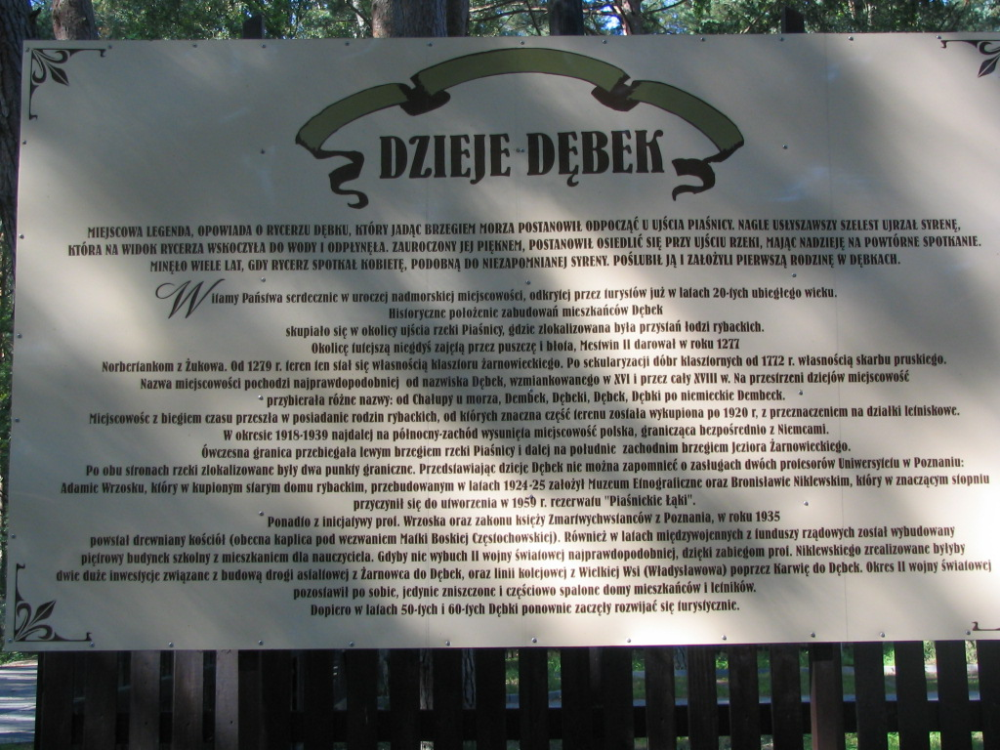 DZIEJE DĘBEK
MIEJSCOWA LEGENDA, OPOWIADA O RYCERZU DĘBKU, KTÓRY JADĄC BRZEGIEM MORZA POSTANOWIŁ ODPOCZĄĆ U UJŚCIA PIAŚNICY. NAGLE USŁYSZAWSZY SZELEST UJRZAŁ SYRENĘ,
KTÓRA NA WIDOK RYCERZA WSKOCZYŁA DO WODY I ODPŁYNĘŁA. ZAUROCZONY JEJ PIĘKNEM, POSTANOWIŁ OSIEDLIĆ SIĘ PRZY UJŚCIU RZEKI, MAJĄC NADZIEJĘ NA POWTÓRNE SPOTKANIE.
MINĘŁO WIELE LAT, GDY RYCERZ SPOTKAŁ KOBIETĘ, PODOBNĄ DO NIEZAPOMNIANEJ SYRENY. POŚLUBIŁ JĄ I ZAŁOŻYLI PIERWSZĄ RODZINĘ W DĘBKACH.
Witamy Państwa serdecznie w uroczej nadmorskiej miejscowości, odkrytej przez turystów już w latach 20-tych ubiegłego wieku.
Historyczne położenie zabudowań mieszkańców Dębek
skupiało się w okolicy ujścia rzeki Piaśnicy, gdzie zlokalizowana była przystań łodzi rybackich.
Okolicę tutejszą niegdyś zajętą przez puszczę i błota, Mestwin II darował w roku 1277
Norbertankom z Żukowa. Od 1279 r. teren ten stał się własnością klasztoru żarnowieckiego. Po sekularyzacji dóbr klasztornych od 1772 r. własnością skarbu pruskiego.
Nazwa miejscowości pochodzi najprawdopodobniej od nazwiska Dębek, wzmiankowanego w XVI i przez cały XVIII w. Na przestrzeni dziejów miejscowość
przybierała różne nazwy: od Chałupy u morza, Dembek, Dębeki, Dębek, Dębki po niemieckie Dembeck.
Miejscowośc z biegiem czasu przeszła w posiadanie rodzin rybackich, od których znaczna część terenu została wykupiona po 1920 r, z przeznaczeniem na działki letniskowe.
W okresie 1918-1939 najdalej na północny-zachód wysunięta miejscowość polska, granicząca bezpośrednio z Niemcami.
Ówczesna granica przebiegała lewym brzegiem rzeki Piaśnicy i dalej na południe zachodnim brzegiem Jeziora Żarnowieckiego.
Po obu stronach rzeki zlokalizowane były dwa punkty graniczne. Przedstawiając dzieje Dębek nie można zapomnieć o zasługach dwóch profesorów Uniwersytetu w Poznaniu:
Adamie Wrzosku, który w kupionym starym domu rybackim, przebudowanym w latach 1924-25 założył Muzeum Etnograficzne oraz Bronisławie Niklewskim, który w znaczącym stopniu
przyczynił się do utworzenia w 1959 r. rezerwatu "Piaśnickie Łąki".
Ponadto z inicjatywy prof. Wrzoska oraz zakonu księży Zmartwychwstanców z Poznania, w roku 1935
powstał drewniany kościół (obecna kaplica pod wezwaniem Matki Boskiej Częstochowskiej). Również w latach międzywojennych z funduszy rządowych został wybudowany
piętrowy budynek szkolny z mieszkaniem dla nauczyciela. Gdyby nie wybuch II wojny światowej najprawdopodobniej, dzięki zabiegom prof. Niklewskiego zrealizowane byłyby
dwie duże inwestycje związane z budową drogi asfaltowej z Żarnowca do Dębek, oraz linii kolejowej z Wielkiej Wsi (Władysławowa) poprzez Karwię do Dębek. Okres II wojny światowej
pozostawił po sobie, jedynie zniszczone i częściowo spalone domy mieszkańców i letników.
Dopiero w latach 50-tych i 60-tych Dębki ponownie zaczęły rozwijać się turystycznie.